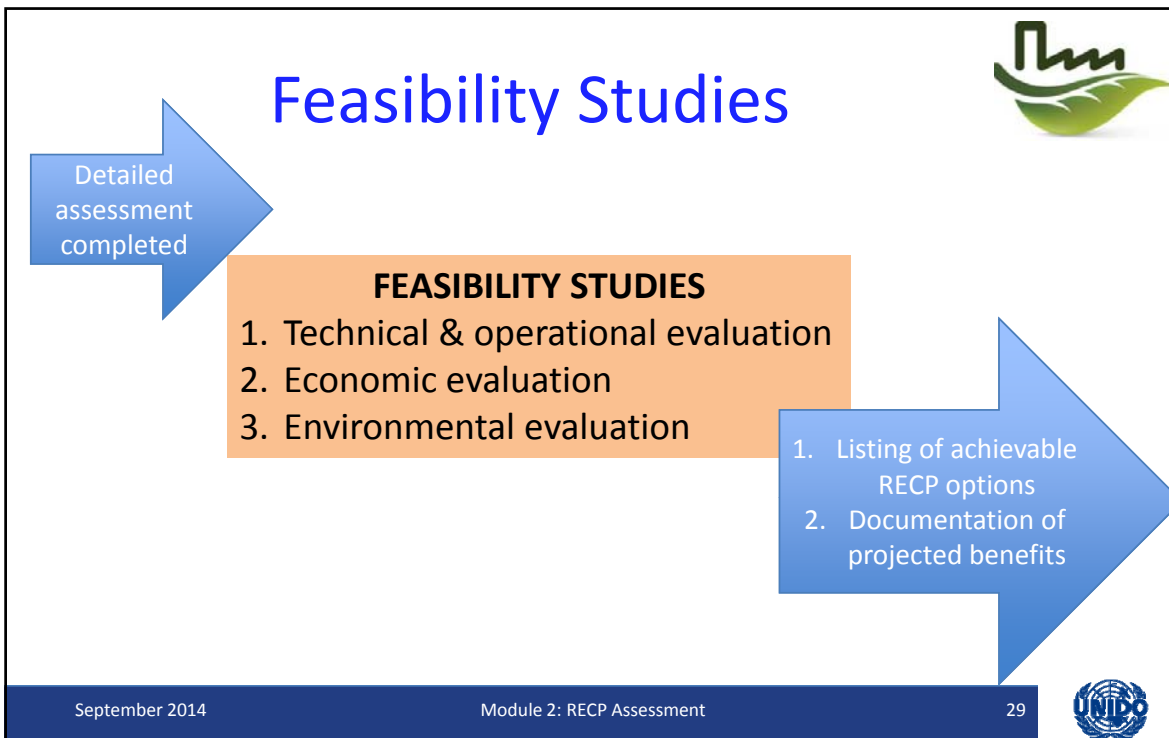 Feasibility Studies
Detailed
assessment
completed
FEASIBILITY STUDIES
1. Technical & operational evaluation
2. Economic evaluation
3. Environmental evaluation
1. Listing of achievable
RECP options
2. Documentation of
projected benefits
September 2014
Module 2: RECP Assessment
29
UNIDO